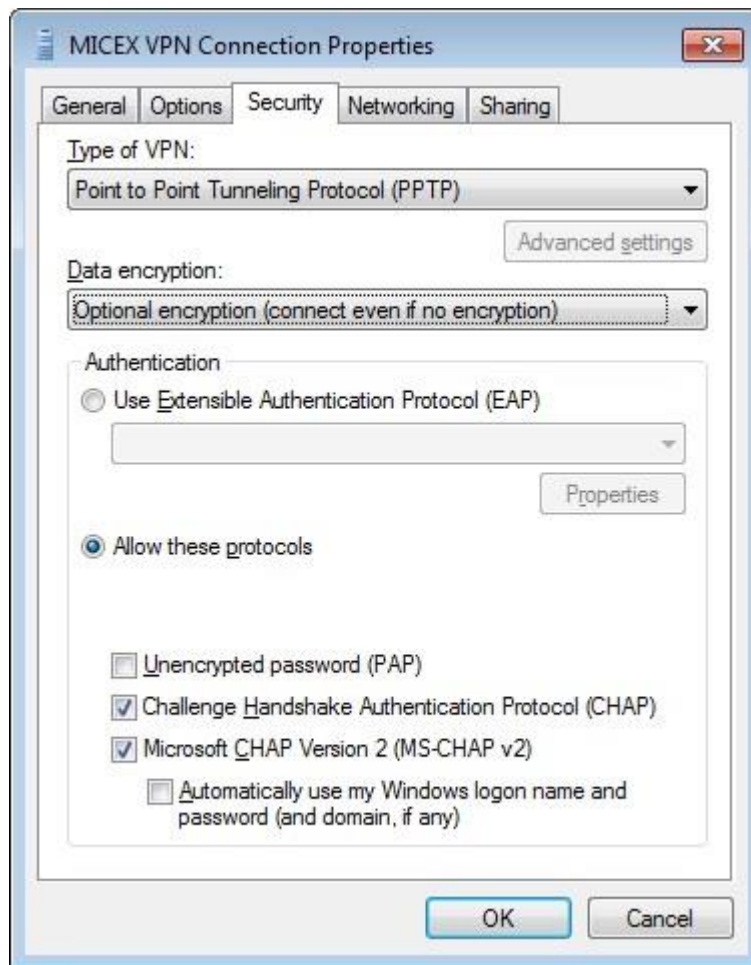 MICEX VPN Connection Properties
General Options Security Networking Sharing
Type of VPN:
Point to Point Tunneling Protocol (PPTP)
Advanced settings
Data encryption:
Optional encryption (connect even if no encryption)
Authentication
Use Extensible Authentication Protocol (EAP)
Properties
Allow these protocols
Unencrypted password (PAP)
Challenge Handshake Authentication Protocol (CHAP)
Microsoft CHAP Version 2 (MS-CHAP v2)
Automatically use my Windows logon name and
password (and domain, if any)
OK Cancel